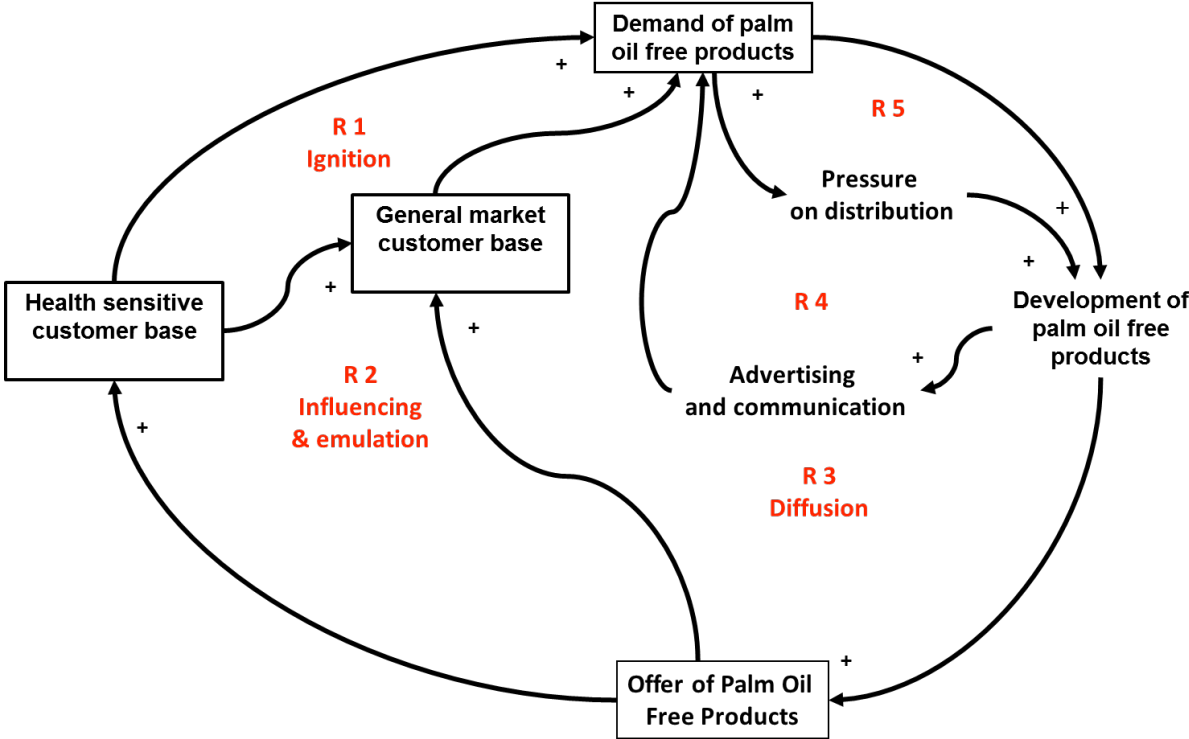 Demand of palm
oil free products
+
+
+
R 5
R 1
Ignition
Pressure
on distribution
General market
customer base
+
+
Health sensitive
customer base
+
R 4
Development of
palm oil free
products
+
+
R 2
Influencing
& emulation
Advertising
and communication
+
R 3
Diffusion
+
Offer of Palm Oil
Free Products